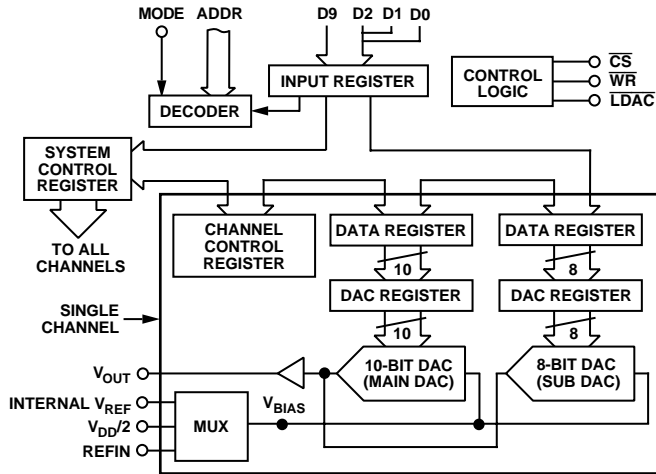 MODE ADDR D9 D2 D1 D0
INPUT REGISTER
DECODER
CONTROL
LOGIC
CS
WR
LDAC
SYSTEM
CONTROL
REGISTER
TO ALL
CHANNELS
CHANNEL
CONTROL
REGISTER
DATA REGISTER
DATA REGISTER
10
8
DAC REGISTER
DAC REGISTER
10
8
SINGLE
CHANNEL
10-BIT DAC
(MAIN DAC)
8-BIT DAC
(SUB DAC)
VOUT
INTERNAL VREF
VDD/2
REFIN
MUX
VBIAS